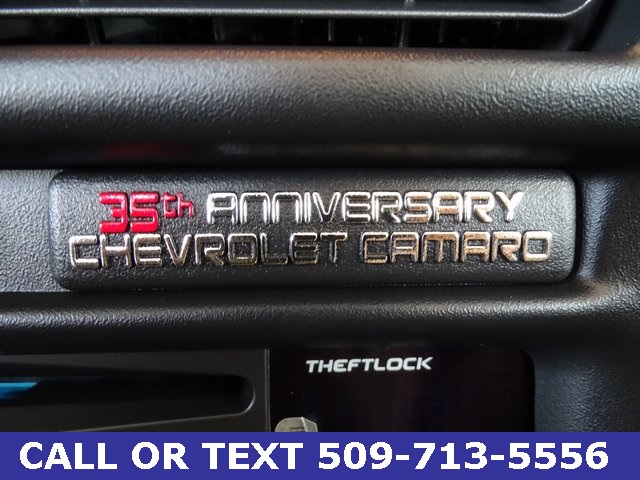 35th ANNIVERSARY
CHEVROLET CAMARO
THEFTLOCK
CALL OR TEXT 509-713-5556